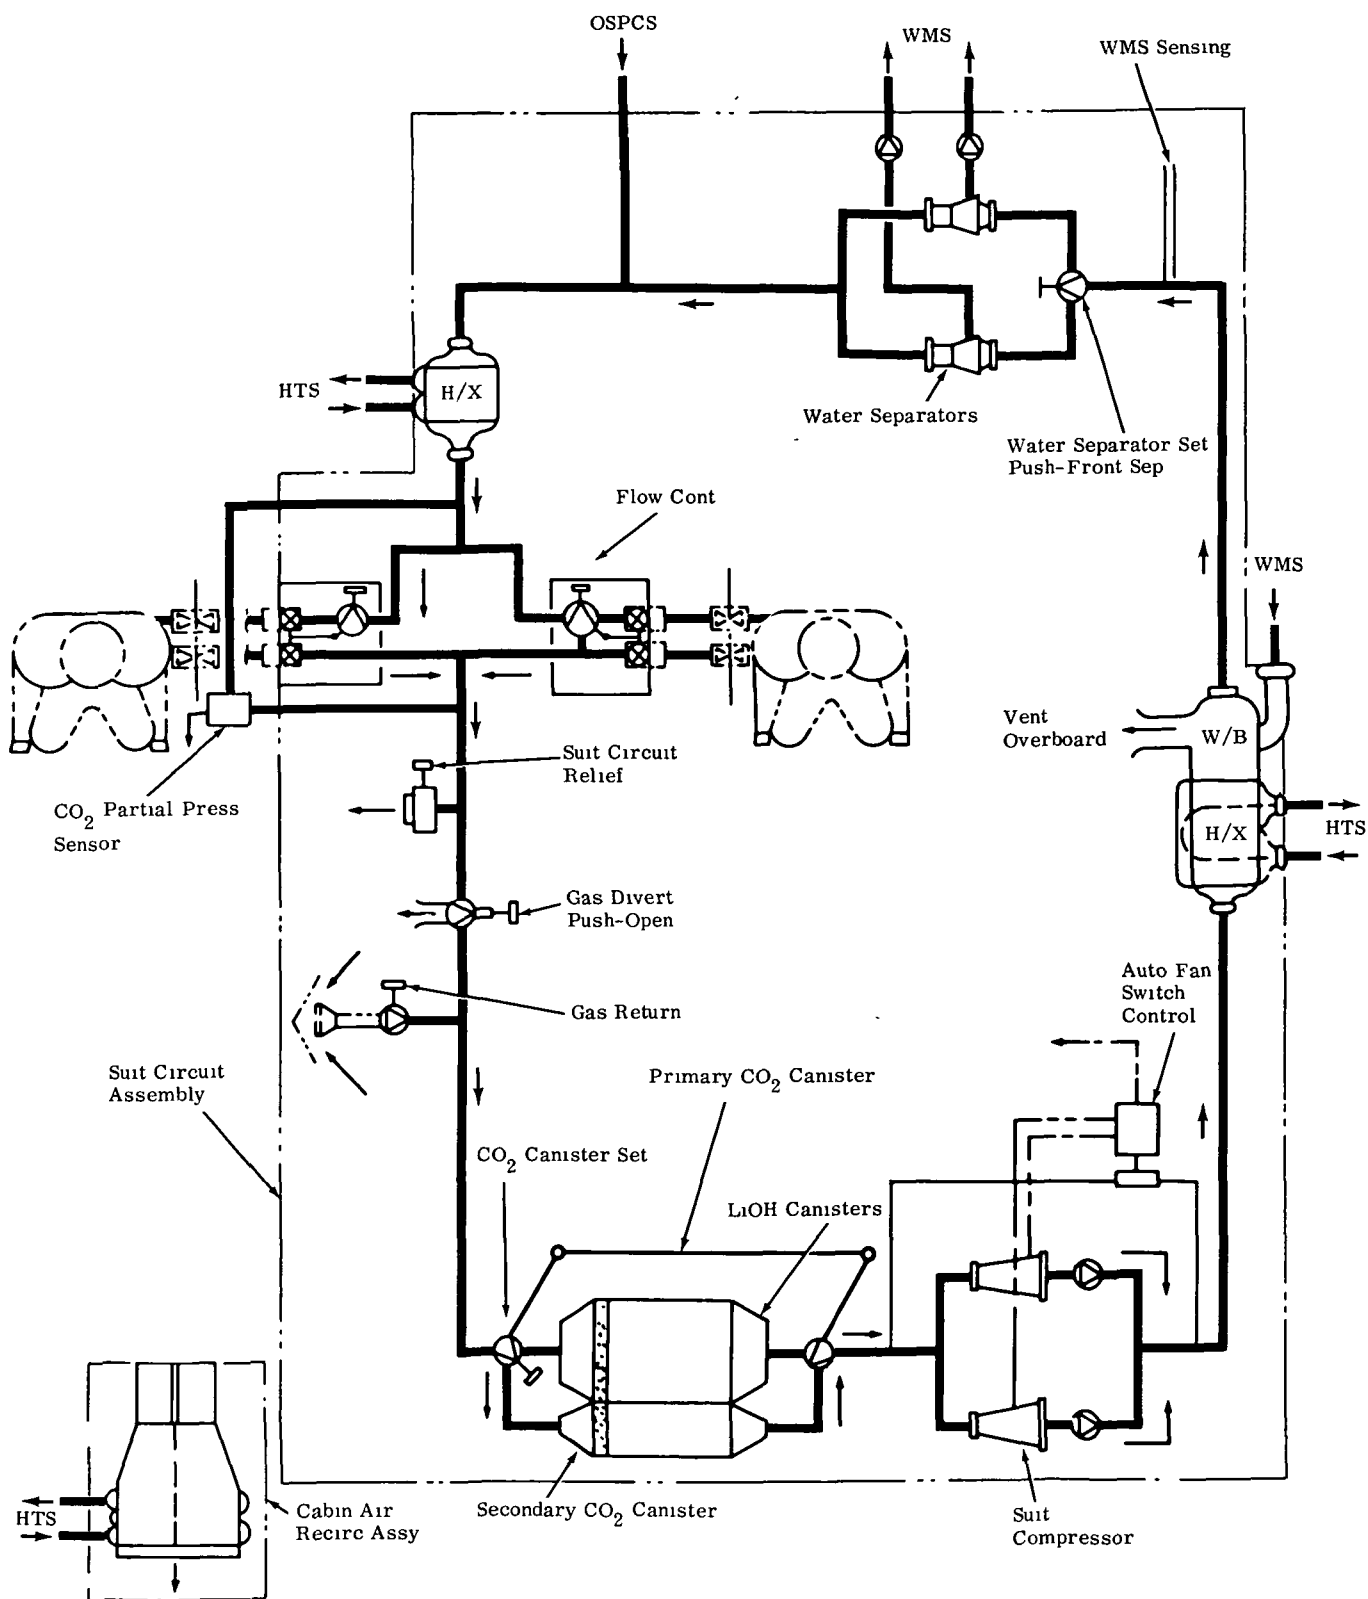 OSPCS
WMS
WMS Sensing
HTS
H/X
Water Separators
Water Separator Set
Push-Front Sep
Flow Cont
WMS
Vent
Overboard
W/B
Suit Circuit
Relief
CO2 Partial Press
Sensor
H/X
HTS
Gas Divert
Push-Open
Auto Fan
Switch
Control
Gas Return
Suit Circuit
Assembly
Primary CO2 Canister
CO2 Canister Set
LiOH Canisters
HTS
Cabin Air
Recirc Assy
Secondary CO2 Canister
Suit
Compressor